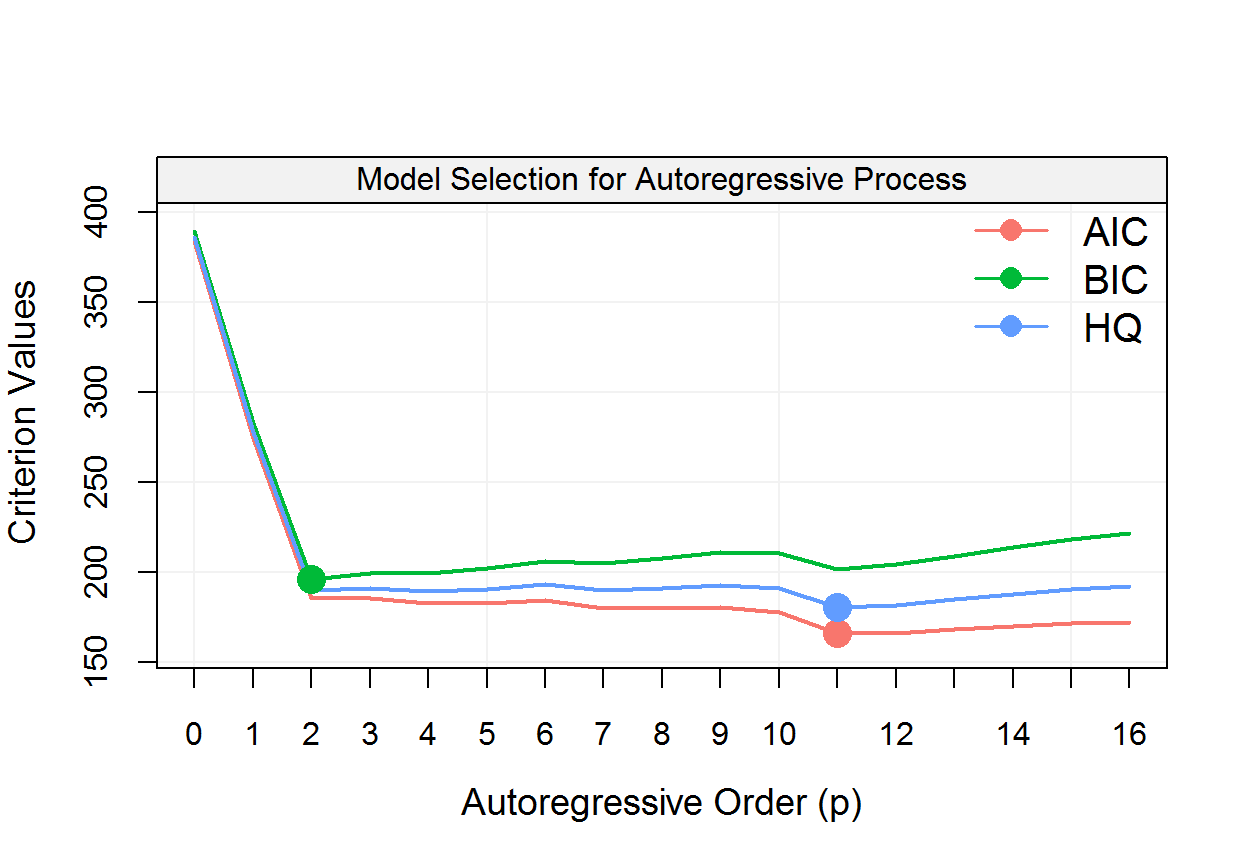 Model Selection for Autoregressive Process
AIC
BIC
HQ
Criterion Values
400
350
300
250
200
150
0 1 2 3 4 5 6 7 8 9 10 12 14 16
Autoregressive Order (p)